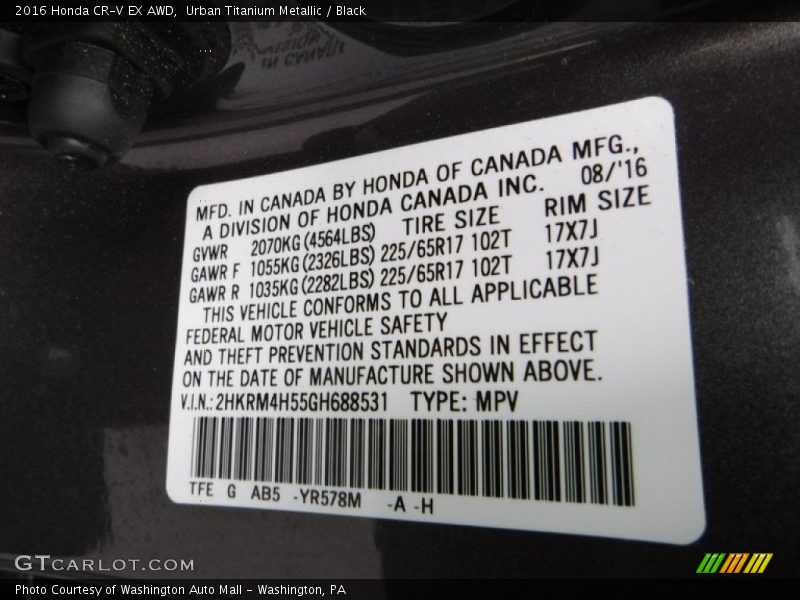 2016 Honda CR-V EX AWD, Urban Titanium Metallic / Black
MFD. IN CANADA BY HONDA OF CANADA MFG.,
A DIVISION OF HONDA CANADA INC. 08/'16
GVWR 2070KG (4564LBS) TIRE SIZE RIM SIZE
GAWR F 1055KG (2326LBS) 225/65R17 102T 17X7J
GAWR R 1035KG (2282LBS) 225/65R17 102T 17X7J
THIS VEHICLE CONFORMS TO ALL APPLICABLE
FEDERAL MOTOR VEHICLE SAFETY
AND THEFT PREVENTION STANDARDS IN EFFECT
ON THE DATE OF MANUFACTURE SHOWN ABOVE.
V.I.N.: 2HKRM4H55GH688531 TYPE: MPV
TFE G AB5 -YR578M -A -H
GTCARLOT.COM
Photo Courtesy of Washington Auto Mall - Washington, PA